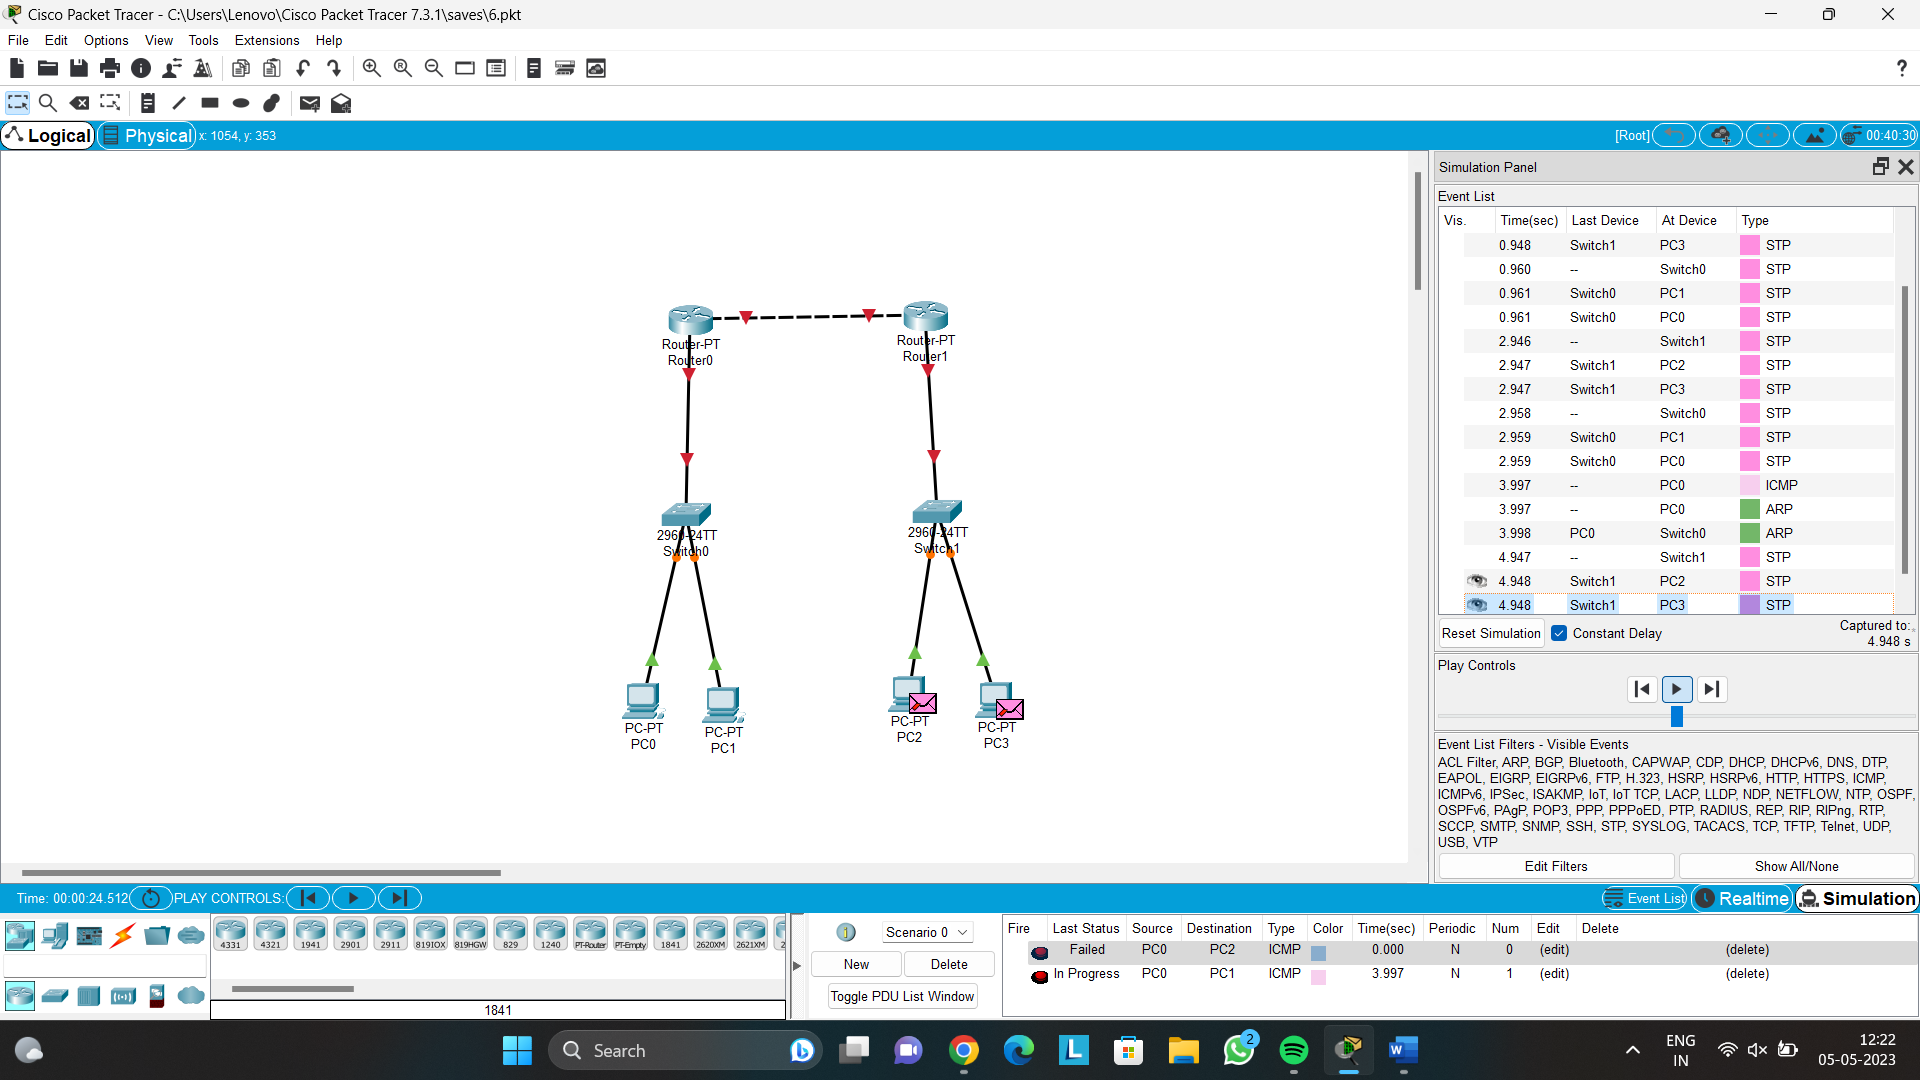 Cisco Packet Tracer - C:\Users\Lenovo\Cisco Packet Tracer 7.3.1\saves\6.pkt
File Edit Options View Tools Extensions Help
?
Logical Physical x: 1054, y: 353
[Root] 00:40:30
Simulation Panel
Event List
Vis. Time(sec) Last Device At Device Type
0.948 Switch1 PC3 STP
0.960 -- Switch0 STP
0.961 Switch0 PC1 STP
0.961 Switch0 PC0 STP
2.946 -- Switch1 STP
2.947 Switch1 PC2 STP
2.947 Switch1 PC3 STP
2.958 -- Switch0 STP
2.959 Switch0 PC1 STP
2.959 Switch0 PC0 STP
3.997 -- PC0 ICMP
3.997 -- PC0 ARP
3.998 PC0 Switch0 ARP
4.947 -- Switch1 STP
4.948 Switch1 PC2 STP
4.948 Switch1 PC3 STP
Reset Simulation Constant Delay Captured to:
4.948 s
Play Controls
Event List Filters - Visible Events
ACL Filter, ARP, BGP, Bluetooth, CAPWAP, CDP, DHCP, DHCPv6, DNS, DTP,
EAPOL, EIGRP, EIGRPv6, FTP, H.323, HSRP, HSRPv6, HTTP, HTTPS, ICMP,
ICMPv6, IPSec, ISAKMP, IoT, IoT TCP, LACP, LLDP, NDP, NETFLOW, NTP, OSPF,
OSPFv6, PAgP, POP3, PPP, PPPoED, PTP, RADIUS, REP, RIP, RIPng, RTP,
SCCP, SMTP, SNMP, SSH, STP, SYSLOG, TACACS, TCP, TFTP, Telnet, UDP,
USB, VTP
Edit Filters Show All/None
Router-PT
Router0
Router-PT
Router1
2960-24TT
Switch0
2960-24TT
Switch1
PC-PT
PC0
PC-PT
PC1
PC-PT
PC2
PC-PT
PC3
Time: 00:00:24.512 PLAY CONTROLS:
Event List Realtime Simulation
4331 4321 1941 2901 2911 819IOX 819HGW 829 1240 PT-Router PT-Empty 1841 2620XM 2621XM 2
1841
1 Scenario 0
New Delete
Toggle PDU List Window
Fire Last Status Source Destination Type Color Time(sec) Periodic Num Edit Delete
Failed PC0 PC2 ICMP 0.000 N 0 (edit) (delete)
In Progress PC0 PC1 ICMP 3.997 N 1 (edit) (delete)
Search
L
2
W
ENG
IN
12:22
05-05-2023